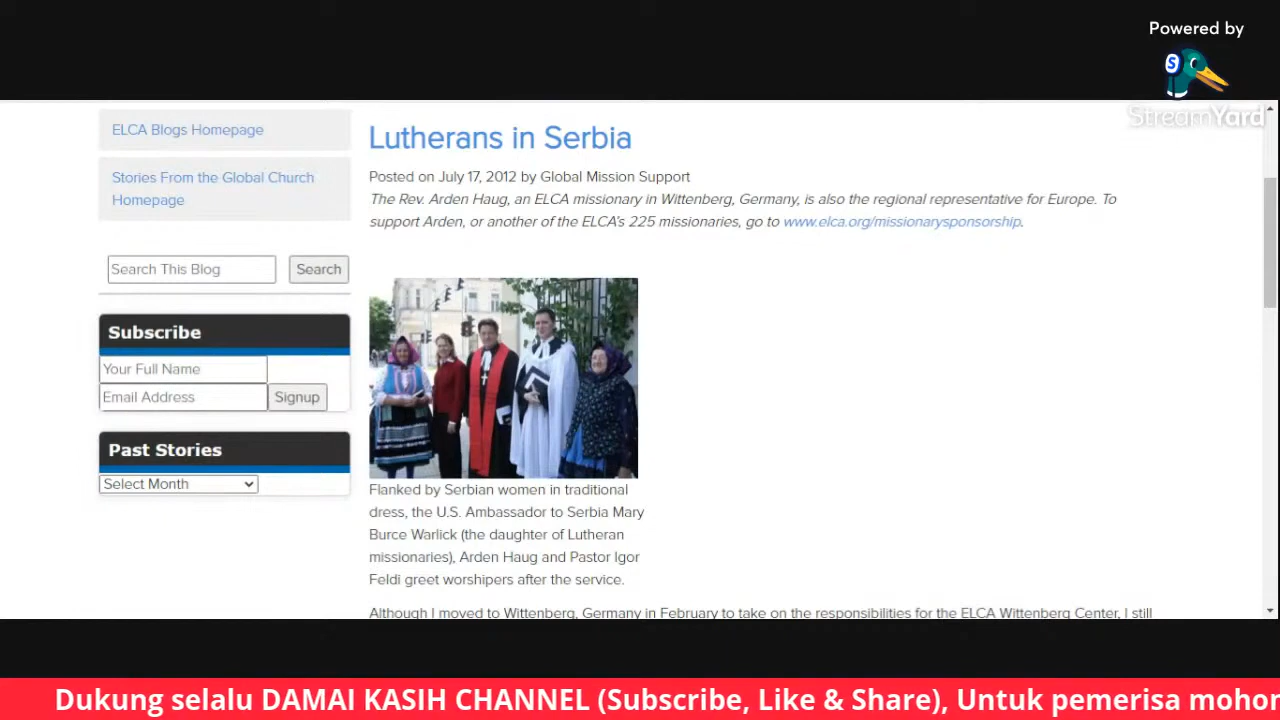 Powered by
StreamYard
ELCA Blogs Homepage
Stories From the Global Church
Homepage
Search This Blog
Search
Subscribe
Your Full Name
Email Address
Signup
Past Stories
Select Month
Lutherans in Serbia
Posted on July 17, 2012 by Global Mission Support
The Rev. Arden Haug, an ELCA missionary in Wittenberg, Germany, is also the regional representative for Europe. To
support Arden, or another of the ELCA's 225 missionaries, go to www.elca.org/missionarysponsorship.
Flanked by Serbian women in traditional
dress, the U.S. Ambassador to Serbia Mary
Burce Warlick (the daughter of Lutheran
missionaries), Arden Haug and Pastor Igor
Feldi greet worshipers after the service.
Although I moved to Wittenberg, Germany in February to take on the responsibilities for the ELCA Wittenberg Center, I still
Dukung selalu DAMAI KASIH CHANNEL (Subscribe, Like & Share), Untuk pemerisa mohon